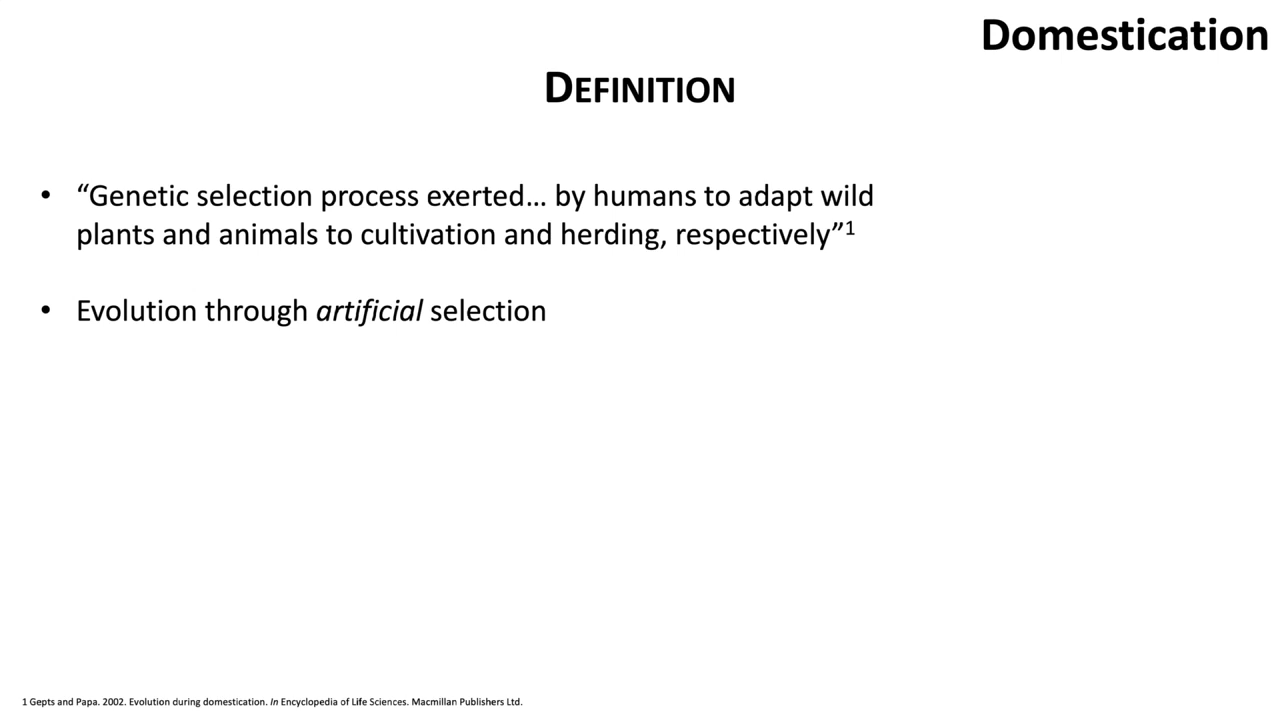 Domestication
DEFINITION
• “Genetic selection process exerted… by humans to adapt wild
plants and animals to cultivation and herding, respectively”1
• Evolution through artificial selection
1 Gepts and Papa. 2002. Evolution during domestication. In Encyclopedia of Life Sciences. Macmillan Publishers Ltd.